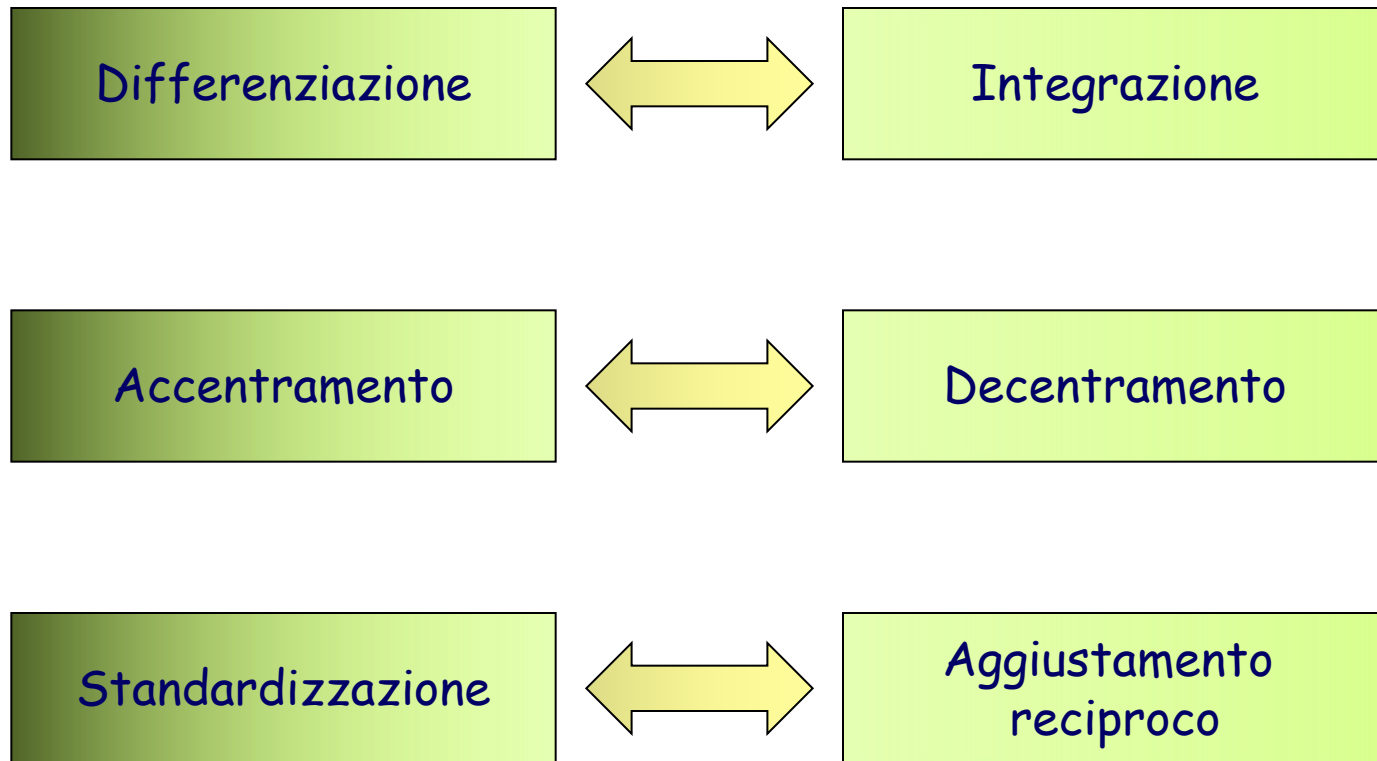 Differenziazione
Integrazione
Accentramento
Decentramento
Standardizzazione
Aggiustamento
reciproco